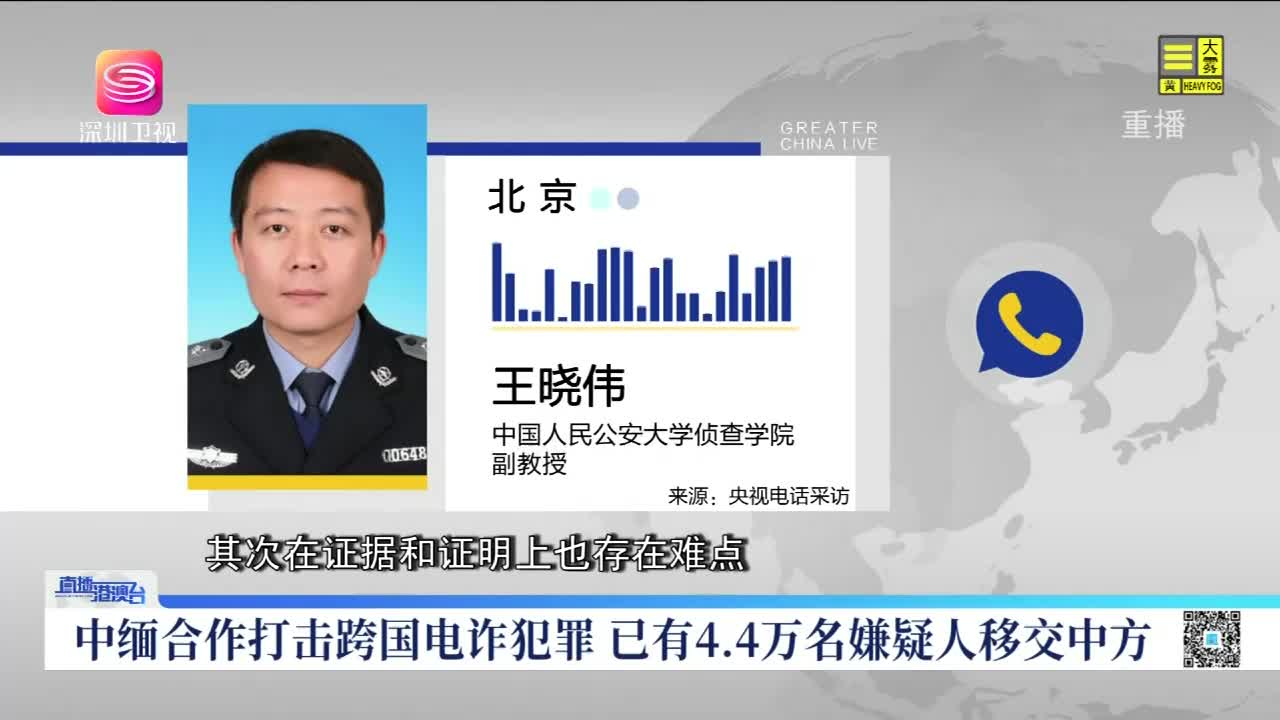 深圳卫视
大雾
黄 HEAVY FOG
重播
GREATER
CHINA LIVE
北京
王晓伟
中国人民公安大学侦查学院
副教授
来源：央视电话采访
00648
其次在证据和证明上也存在难点
直播港澳台
中缅合作打击跨国电诈犯罪 已有4.4万名嫌疑人移交中方